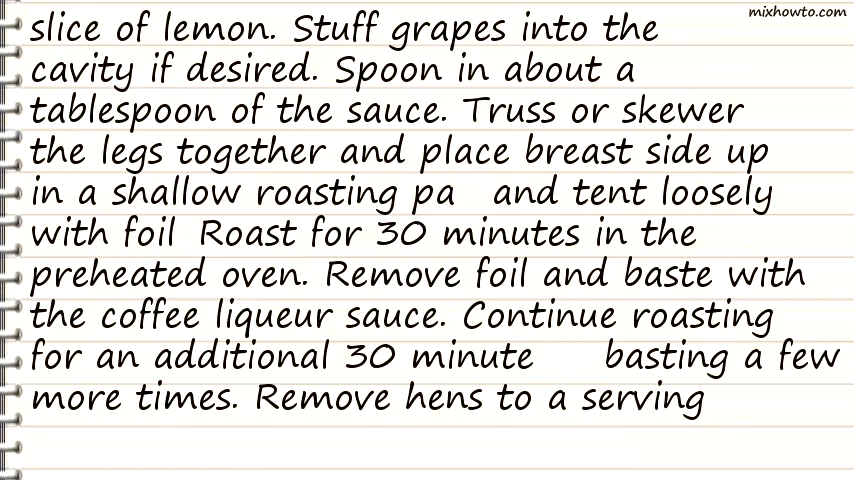 mixhowto.com
slice of lemon. Stuff grapes into the
cavity if desired. Spoon in about a
tablespoon of the sauce. Truss or skewer
the legs together and place breast side up
in a shallow roasting pa and tent loosely
with foil Roast for 30 minutes in the
preheated oven. Remove foil and baste with
the coffee liqueur sauce. Continue roasting
for an additional 30 minute basting a few
more times. Remove hens to a serving